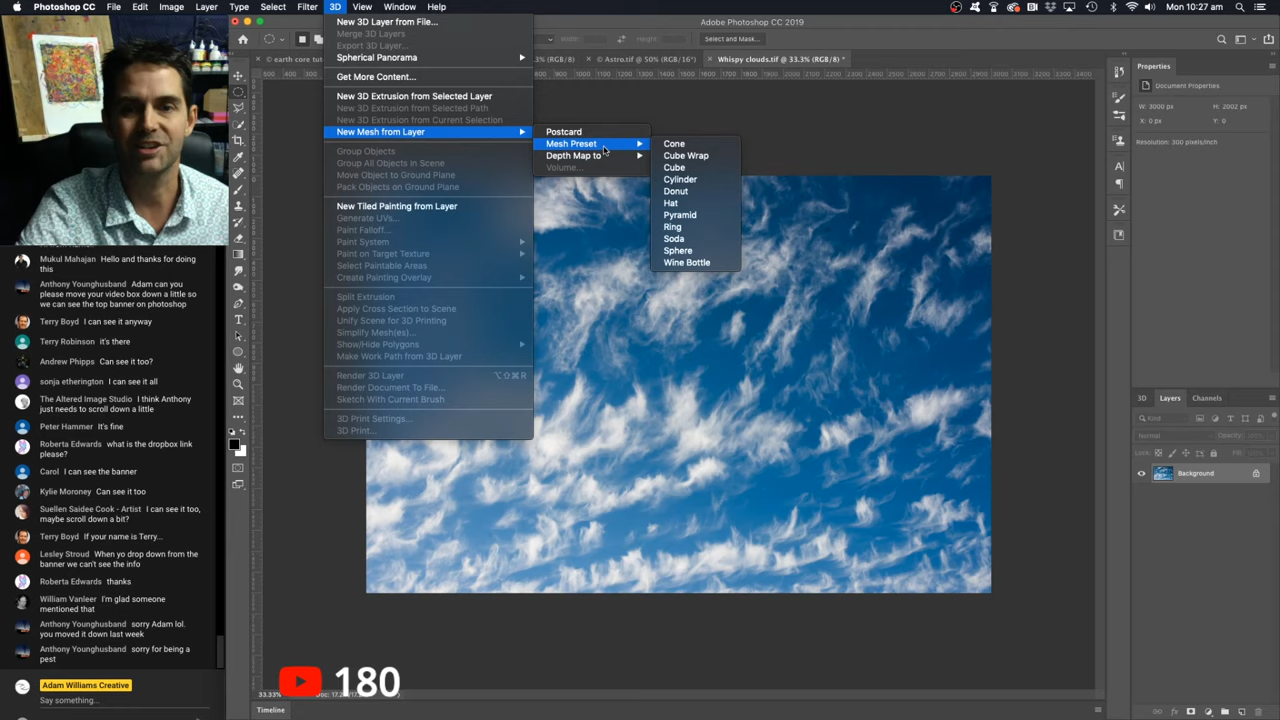 Photoshop CC File Edit Image Layer Type Select Filter 3D View Window Help
Mon 10:27 am
Adobe Photoshop CC 2019
Width: Height: Select and Mask...
© earth core tut
(RGB/8) © Astro.tif @ 50% (RGB/16*) Whispy clouds.tif @ 33.3% (RGB/8) *
New 3D Layer from File...
Merge 3D Layers
Export 3D Layer...
Spherical Panorama
Get More Content...
New 3D Extrusion from Selected Layer
New 3D Extrusion from Selected Path
New 3D Extrusion from Current Selection
New Mesh from Layer
Group Objects
Group All Objects in Scene
Move Object to Ground Plane
Pack Objects on Ground Plane
New Tiled Painting from Layer
Generate UVs...
Paint Falloff...
Paint System
Paint on Target Texture
Select Paintable Areas
Create Painting Overlay
Split Extrusion
Apply Cross Section to Scene
Unify Scene for 3D Printing
Simplify Mesh(es)...
Show/Hide Polygons
Make Work Path from 3D Layer
Render 3D Layer ⌥⇧⌘R
Render Document To File...
Sketch With Current Brush
3D Print Settings...
3D Print...
Postcard
Mesh Preset
Depth Map to
Volume...
Cone
Cube Wrap
Cube
Cylinder
Donut
Hat
Pyramid
Ring
Soda
Sphere
Wine Bottle
Properties
Document Properties
W: 3000 px H: 2002 px
X: 0 px Y: 0 px
Resolution: 300 pixels/inch
3D Layers Channels
Kind
Normal Opacity:
Lock: Fill:
Background
Mukul Mahajan Hello and thanks for doing
this
Anthony Younghusband Adam can you
please move your video box down a little so
we can see the top banner on photoshop
Terry Boyd I can see it anyway
Terry Robinson it's there
Andrew Phipps Can see it too?
sonja etherington I can see it all
The Altered Image Studio I think Anthony
just needs to scroll down a little
Peter Hammer It's fine
Roberta Edwards what is the dropbox link
please?
Carol I can see the banner
Kylie Moroney Can see it too
Suellen Saidee Cook - Artist I can see it too,
maybe scroll down a bit?
Terry Boyd If your name is Terry...
Lesley Stroud When yo drop down from the
banner we can't see the info
Roberta Edwards thanks
William Vanleer I'm glad someone
mentioned that
Anthony Younghusband sorry Adam lol.
you moved it down last week
Anthony Younghusband sorry for being a
pest
Adam Williams Creative
Say something...
180
33.33%
Timeline